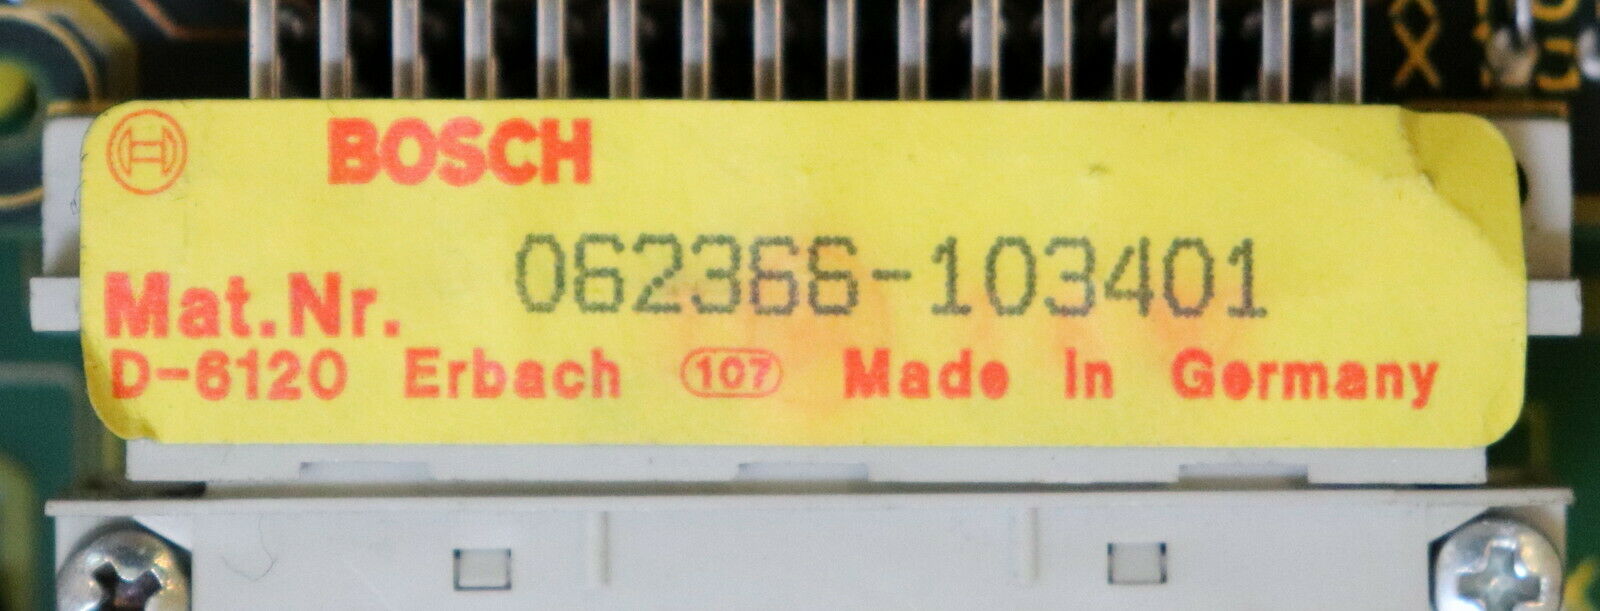 BOSCH
Mat.Nr. 062366-103401
D-6120 Erbach 107 Made in Germany